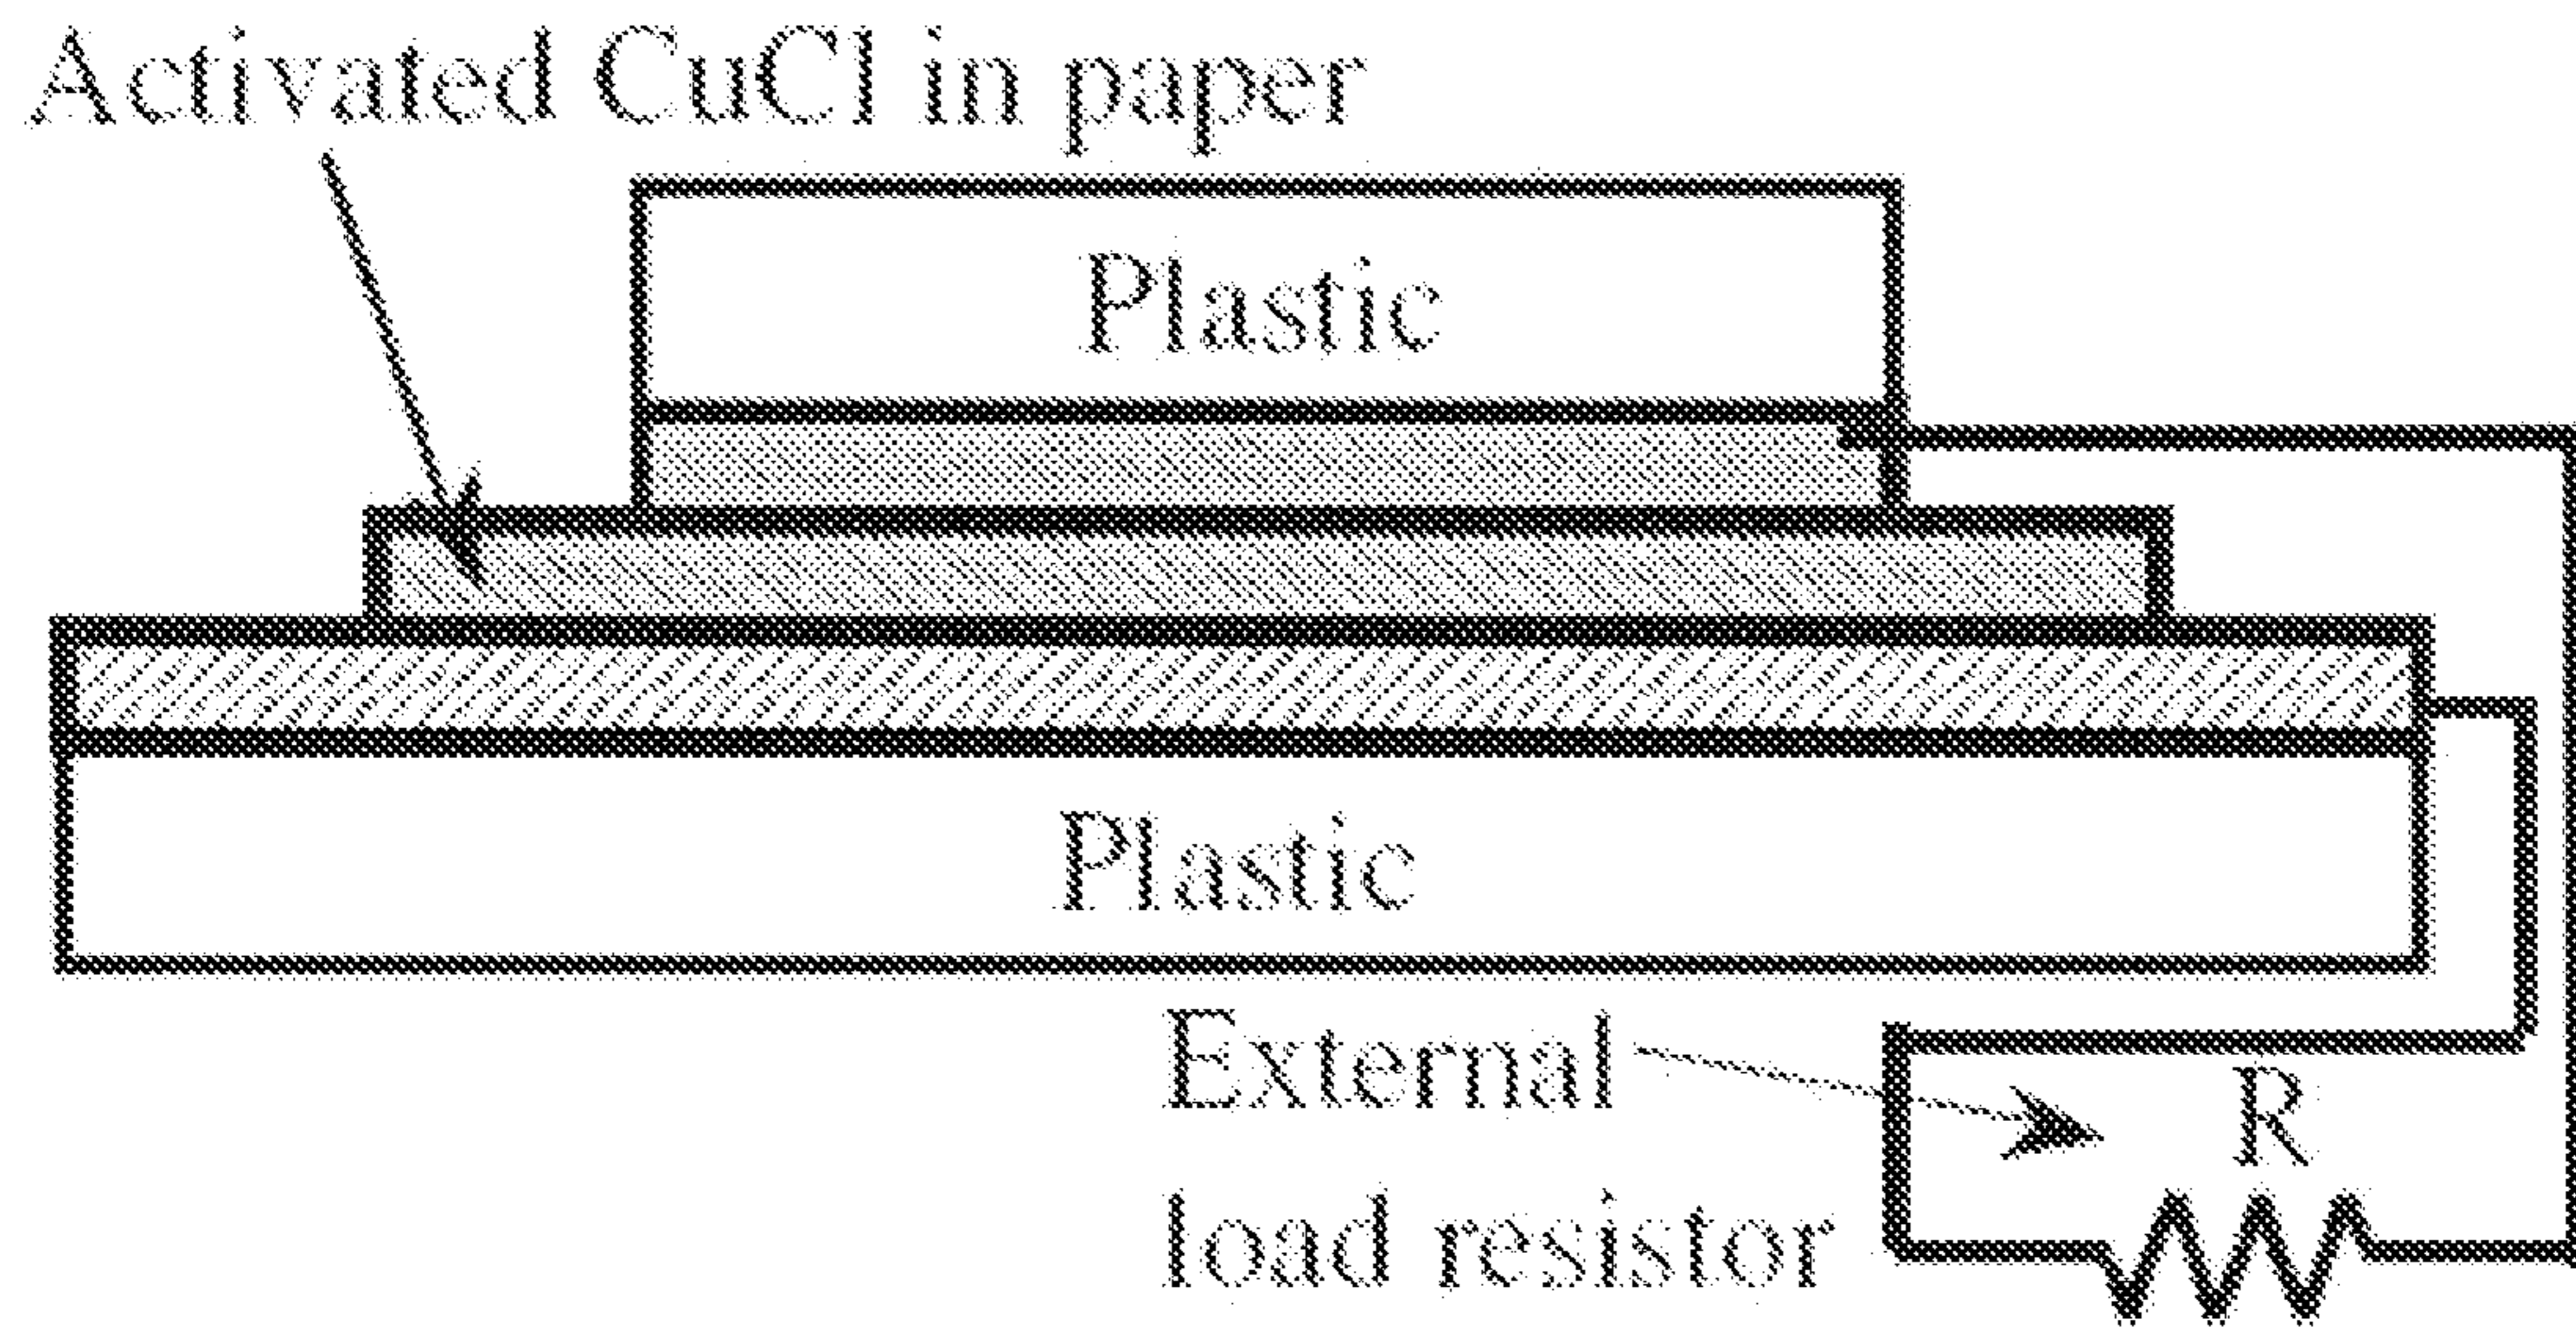 Activated CuCl in paper
Plastic
Plastic
External
R
load resistor